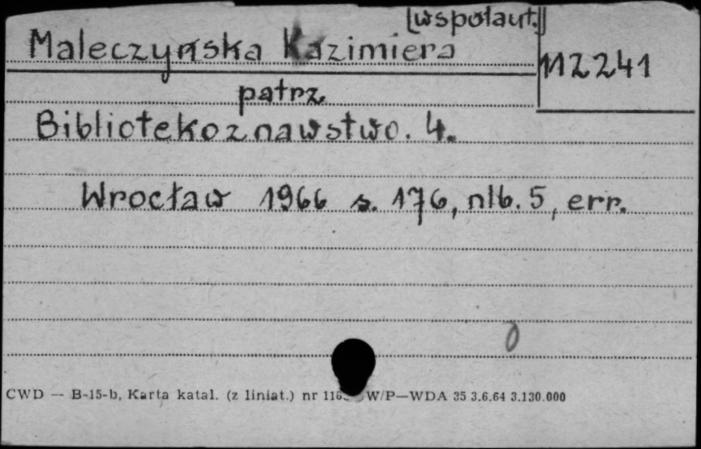 [współaut.]
Maleczyńska Kazimiera
112241
patrz
Bibliotekoznawstwo. 4.
Wrocław 1966 s. 176, nlb. 5, err.
0
CWD — B-15-b, Karta katal. (z liniat.) nr W/P—WDA 35 3.6.64 3.130.000